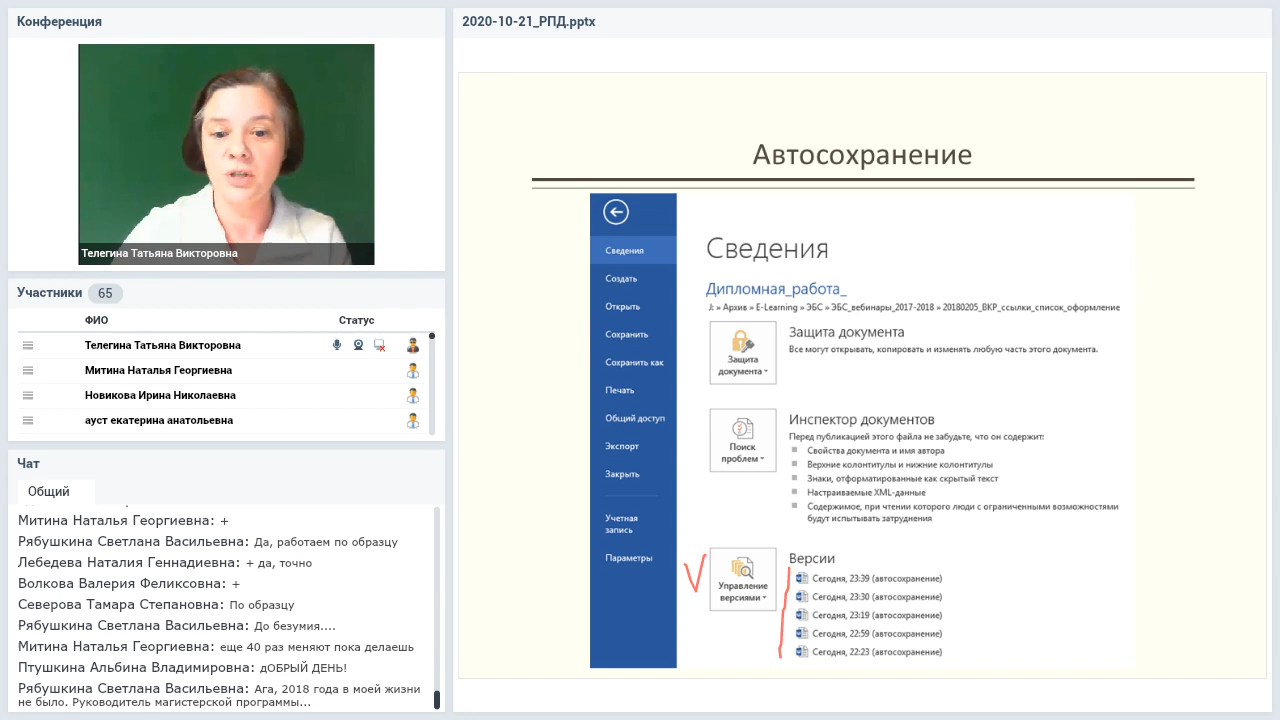 Конференция
Телегина Татьяна Викторовна
Участники 65
ФИО Статус
Телегина Татьяна Викторовна
Митина Наталья Георгиевна
Новикова Ирина Николаевна
ауст екатерина анатольевна
Чат
Общий
Митина Наталья Георгиевна: +
Рябушкина Светлана Васильевна: Да, работаем по образцу
Лебедева Наталия Геннадиевна: + да, точно
Волкова Валерия Феликсовна: +
Северова Тамара Степановна: По образцу
Рябушкина Светлана Васильевна: До безумия....
Митина Наталья Георгиевна: еще 40 раз меняют пока делаешь
Птушкина Альбина Владимировна: дОБРЫЙ ДЕНЬ!
Рябушкина Светлана Васильевна: Ага, 2018 года в моей жизни
не было. Руководитель магистерской программы...
2020-10-21_РПД.pptx
Автосохранение
Сведения
Создать
Открыть
Сохранить
Сохранить как
Печать
Общий доступ
Экспорт
Закрыть
Учетная
запись
Параметры
Сведения
Дипломная_работа_
J: » Архив » E-Learning » ЭБС » ЭБС_вебинары_2017-2018 » 20180205_ВКР_ссылки_список_оформление
Защита
документа
Защита документа
Все могут открывать, копировать и изменять любую часть этого документа.
Поиск
проблем
Инспектор документов
Перед публикацией этого файла не забудьте, что он содержит:
Свойства документа и имя автора
Верхние колонтитулы и нижние колонтитулы
Знаки, отформатированные как скрытый текст
Настраиваемые XML-данные
Содержимое, при чтении которого люди с ограниченными возможностями
будут испытывать затруднения
Управление
версиями
Версии
Сегодня, 23:39 (автосохранение)
Сегодня, 23:30 (автосохранение)
Сегодня, 23:19 (автосохранение)
Сегодня, 22:59 (автосохранение)
Сегодня, 22:23 (автосохранение)